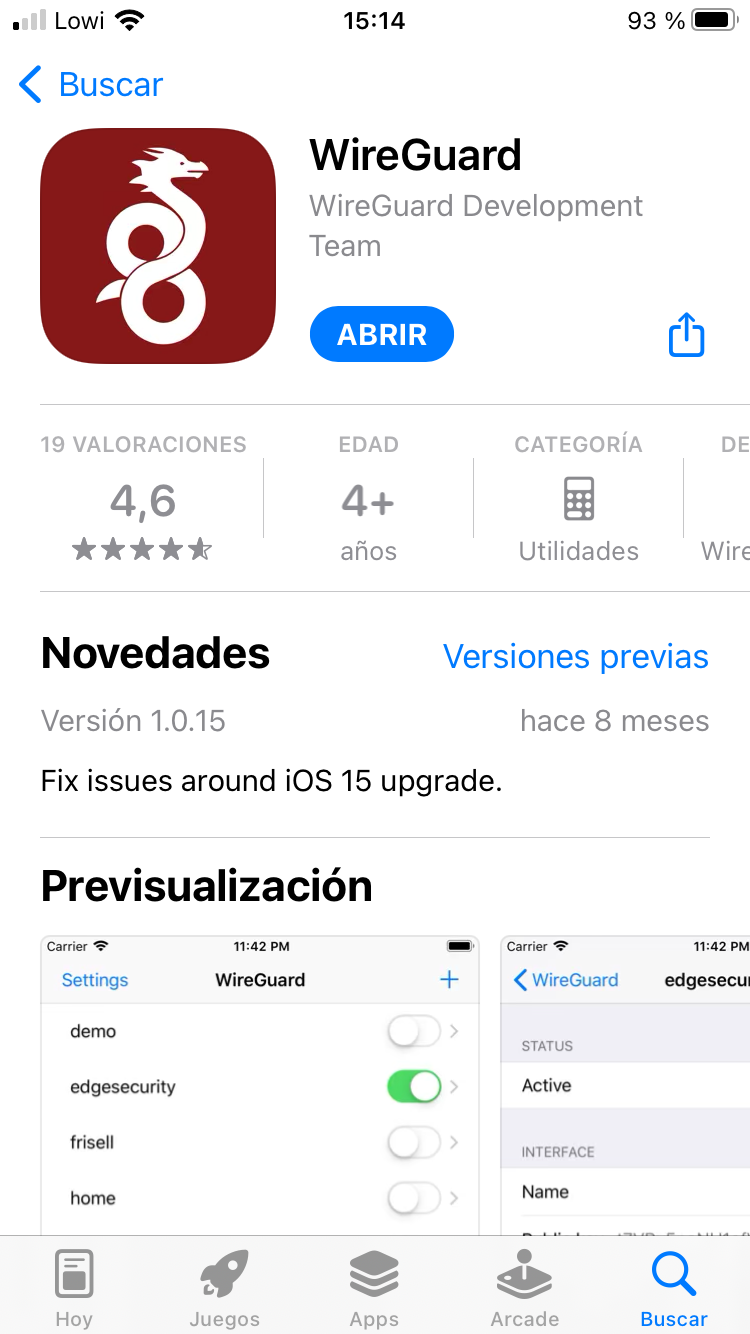 Lowi 15:14 93 %
Buscar
WireGuard
WireGuard Development
Team
ABRIR
19 VALORACIONES EDAD CATEGORÍA DE
4,6 4+
años Utilidades Wire
Novedades Versiones previas
Versión 1.0.15 hace 8 meses
Fix issues around iOS 15 upgrade.
Previsualización
Carrier 11:42 PM
Settings WireGuard +
demo
edgesecurity
frisell
home
Carrier 11:42 PM
WireGuard edgesecur
STATUS
Active
INTERFACE
Name
Hoy Juegos Apps Arcade Buscar